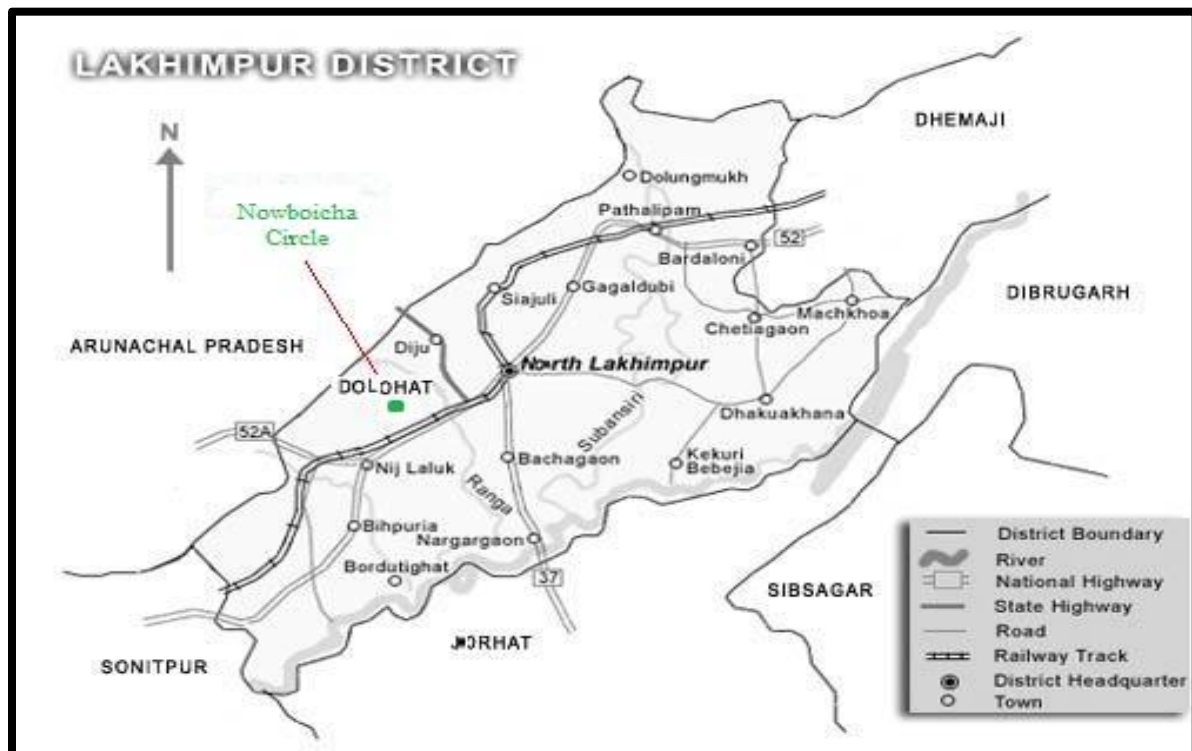 LAKHIMPUR DISTRICT
N
DHEMAJI
Dolungmukh
Nowboicha
Circle
Pathalipam
52
Bardaloni
Siajuli
Gagaldubi
DIBRUGARH
Machkhoa
Chetiagaon
ARUNACHAL PRADESH
Diju
North Lakhimpur
DOLOHAT
Dhakuakhana
Subansiri
52A
Nij Laluk
Bachagaon
Kekuri
Bebejia
Ranga
Bihpuria
Nargargaon
Bordutighat
37
SIBSAGAR
JORHAT
SONITPUR
District Boundary
River
National Highway
State Highway
Road
Railway Track
District Headquarter
Town